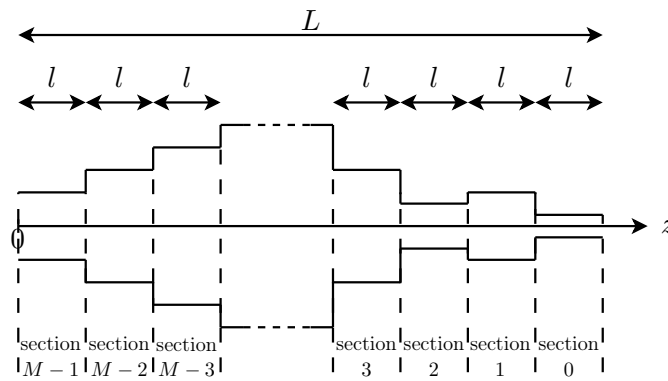 L
l l l l l l l
0 z
section section section section section section section
M − 1 M − 2 M − 3 3 2 1 0